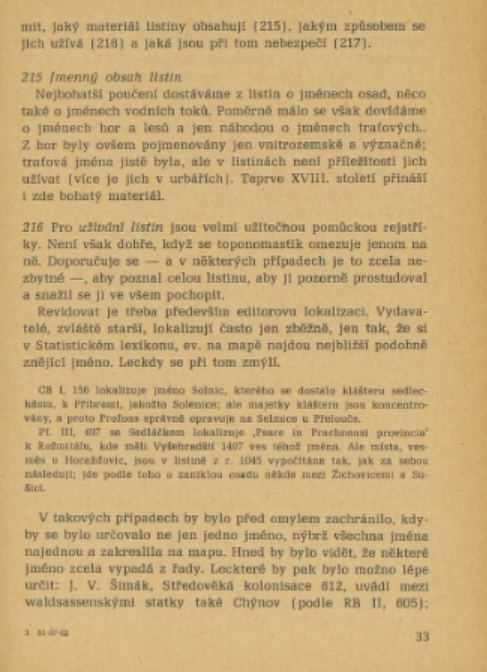 mit, jaký materiál listiny obsahují (215), jakým způsobem se
jich užívá (216) a jaká jsou při tom nebezpečí (217).
215 Jmenný obsah listin
Nejbohatší poučení dostáváme z listin o jménech osad, něco
také o jménech vodních toků. Poměrně málo se však dovídáme
o jménech hor a lesů a jen náhodou o jménech traťových..
Z hor byly ovšem pojmenovány jen vnitrozemské a význačné;
traťová jména jistě byla, ale v listinách není příležitosti jich
užívat (více je jich v urbářích). Teprve XVIII. století přináší
i zde bohatý materiál.
216 Pro užívání listin jsou velmi užitečnou pomůckou rejstří-
ky. Není však dobře, když se toponomastik omezuje jenom na
ně. Doporučuje se — a v některých případech je to zcela ne-
zbytné —, aby poznal celou listinu, aby ji pozorně prostudoval
a snažil se jí ve všem pochopit.
Revidovat je třeba především editorovu lokalizaci. Vydava-
telé, zvláště starší, lokalizují často jen zběžně, jen tak, že si
v Statistickém lexikonu, ev. na mapě najdou nejbližší podobně
znějící jméno. Leckdy se při tom zmýlí.
CB I, 156 lokalizuje jméno Solnic, kterého se dostalo klášteru sedlec-
kému, k Příbrami, jakožto Solenice; ale majetky kláštera jsou koncentro-
vány, a proto Profous správně opravuje na Selmice u Přelouče.
Pf. III, 497 se Sedláčkem lokalizuje ‚Psare in Prachnensi provincia'
k Rožmitálu, kde měli Vyšehradští 1407 ves téhož jména. Ale místa, ves-
měs u Horažďovic, jsou v listině z r. 1045 vypočítána tak, jak za sebou
následují; jde podle toho o zaniklou osadu někde mezi Žichovicemi a Su-
šicí.
V takových případech by bylo před omylem zachránilo, kdy-
by se bylo určovalo ne jen jedno jméno, nýbrž všechna jména
najednou a zakreslila na mapu. Hned by bylo vidět, že některé
jméno zcela vypadá z řady. Leckteré by pak bylo možno lépe
určit: J. V. Šimák, Středověká kolonisace 612, uvádí mezi
waldsassenskými statky také Chýnov (podle RB II, 605);
3
33